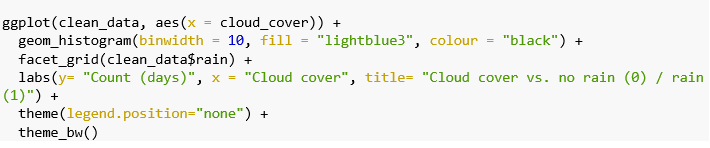 ggplot(clean_data, aes(x = cloud_cover)) +
  geom_histogram(binwidth = 10, fill = "lightblue3", colour = "black") +
  facet_grid(clean_data$rain) +
  labs(y= "Count (days)", x = "Cloud cover", title= "Cloud cover vs. no rain (0) / rain
(1)") +
  theme(legend.position="none") +
  theme_bw()